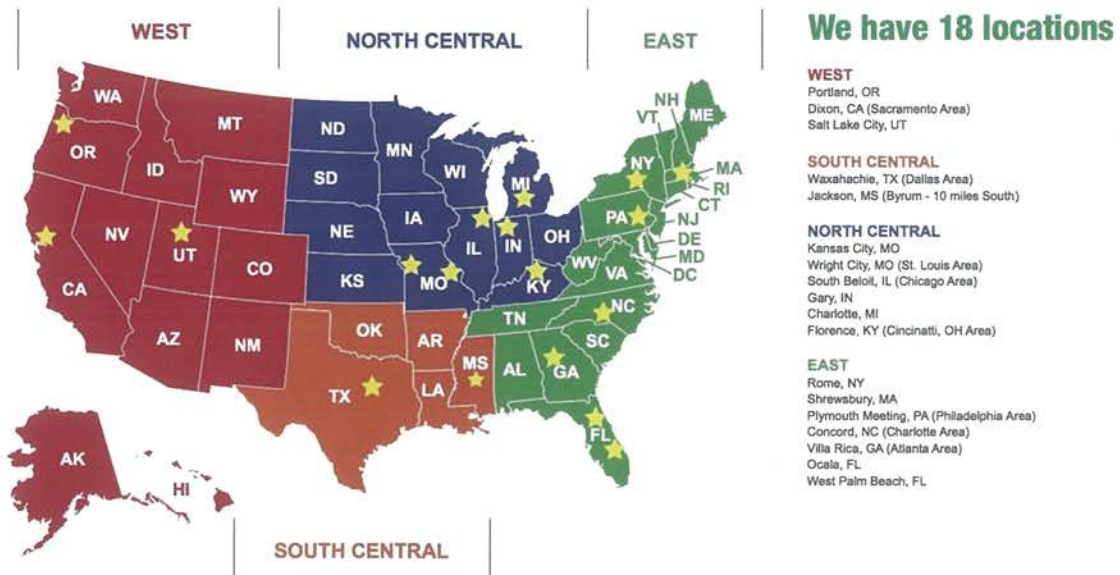 WEST
NORTH CENTRAL
EAST
We have 18 locations
WEST
Portland, OR
Dixon, CA (Sacramento Area)
Salt Lake City, UT
SOUTH CENTRAL
Waxahachie, TX (Dallas Area)
Jackson, MS (Byrum - 10 miles South)
NORTH CENTRAL
Kansas City, MO
Wright City, MO (St. Louis Area)
South Beloit, IL (Chicago Area)
Gary, IN
Charlotte, MI
Florence, KY (Cincinatti, OH Area)
EAST
Rome, NY
Shrewsbury, MA
Plymouth Meeting, PA (Philadelphia Area)
Concord, NC (Charlotte Area)
Villa Rica, GA (Atlanta Area)
Ocala, FL
West Palm Beach, FL
WA
OR
ID
MT
WY
NV
UT
CO
CA
AZ
NM
AK
HI
ND
SD
NE
KS
MN
IA
MO
WI
IL
MI
IN
OH
KY
OK
TX
AR
LA
MS
NH
VT
ME
NY
MA
RI
CT
PA
NJ
DE
MD
DC
WV
VA
TN
NC
SC
AL
GA
FL
SOUTH CENTRAL